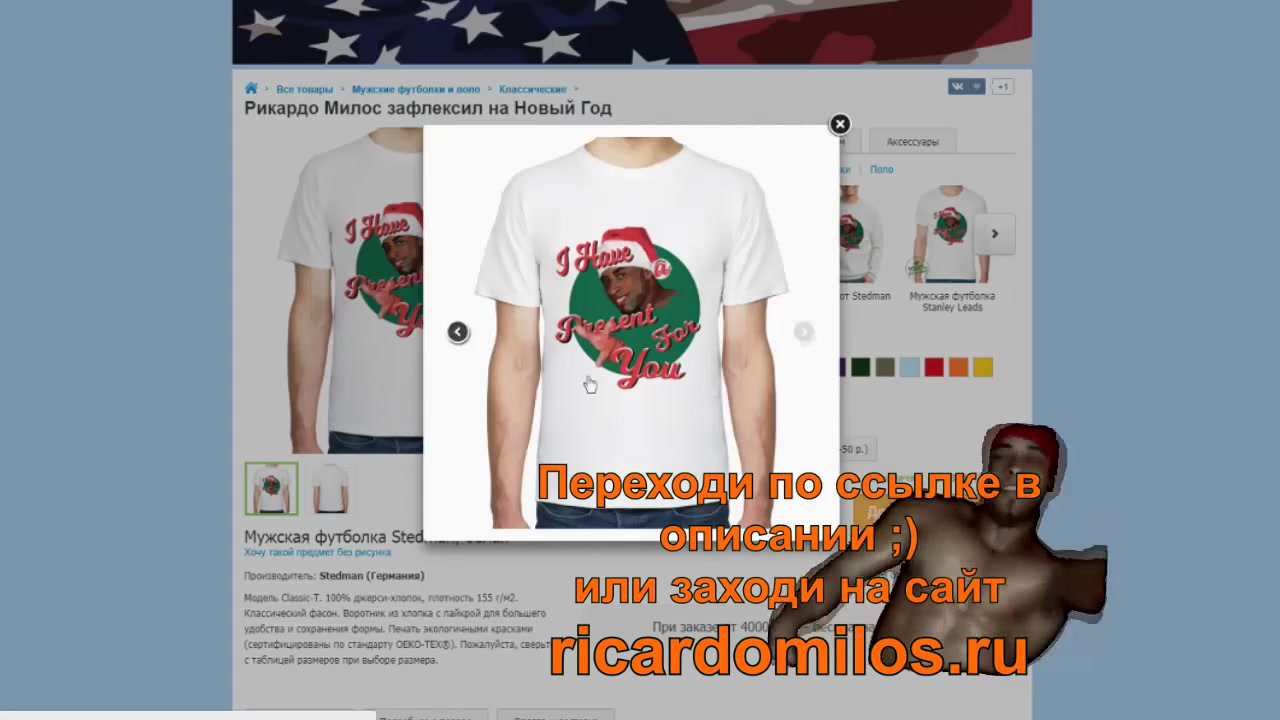 Все товары > Мужские футболки и поло > Классические >
+1
Рикардо Милос зафлексил на Новый Год
Аксессуары
Поло
I Have
a
Present
For
You
от Stedman
Мужская футболка
Stanley Leads
-50 р.)
Переходи по ссылке в
описании ;)
или заходи на сайт
ricardomilos.ru
Мужская футболка
Хочу такой предмет без рисунка
Производитель: Stedman (Германия)
Модель Classic-T. 100% джерси-хлопок, плотность 155 г/м2.
Классический фасон. Воротник из хлопка с лайкрой для большего
удобства и сохранения формы. Печать экологичными красками
(сертифицированы по стандарту OEKO-TEX®). Пожалуйста, сверьт
с таблицей размеров при выборе размера.
При заказе от 4000